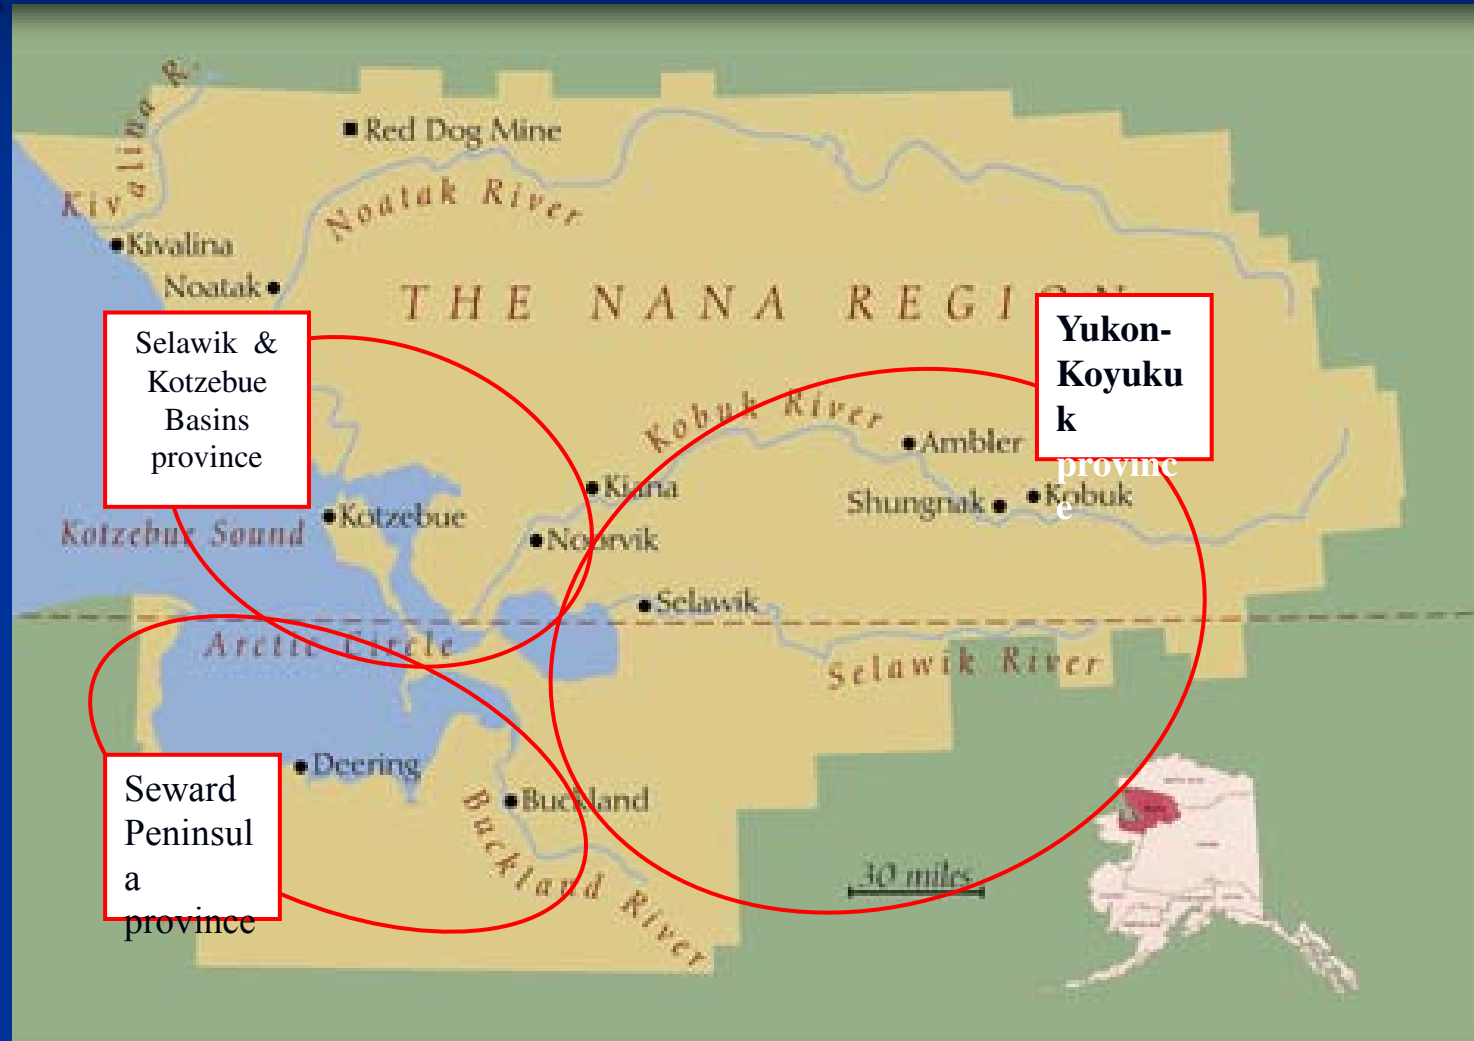 Kivalina R.
Red Dog Mine
Noatak River
Kivalina
Noatak
THE NANA REGION
Selawik &
Kotzebue
Basins
province
Yukon-
Koyuku
k
provinc
e
Kobuk River
Ambler
Kiana
Shungnak
Kobuk
Kotzebue
Kotzebue Sound
Noorvik
Selawik
Arctic Circle
Selawik River
Deering
Seward
Peninsul
a
province
Buckland
Buckland River
30 miles